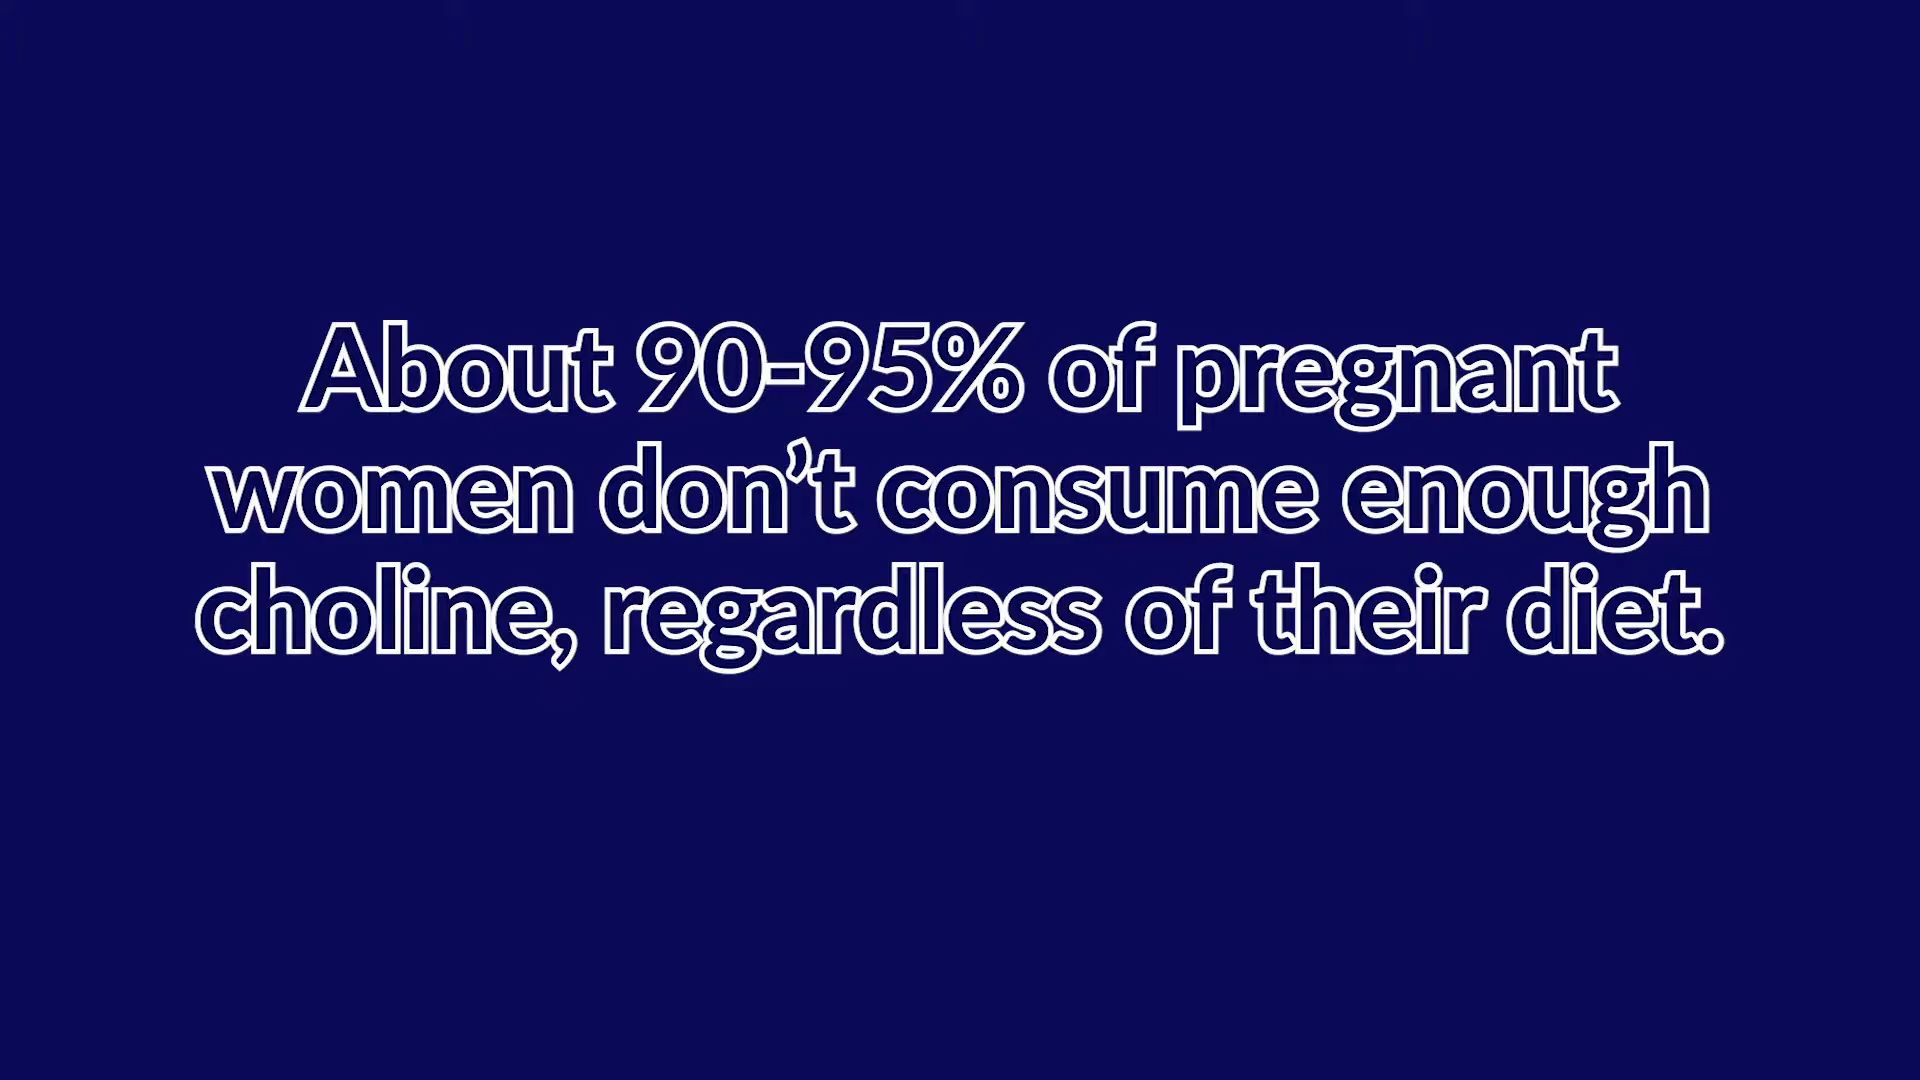 About 90-95% of pregnant
women don’t consume enough
choline, regardless of their diet.